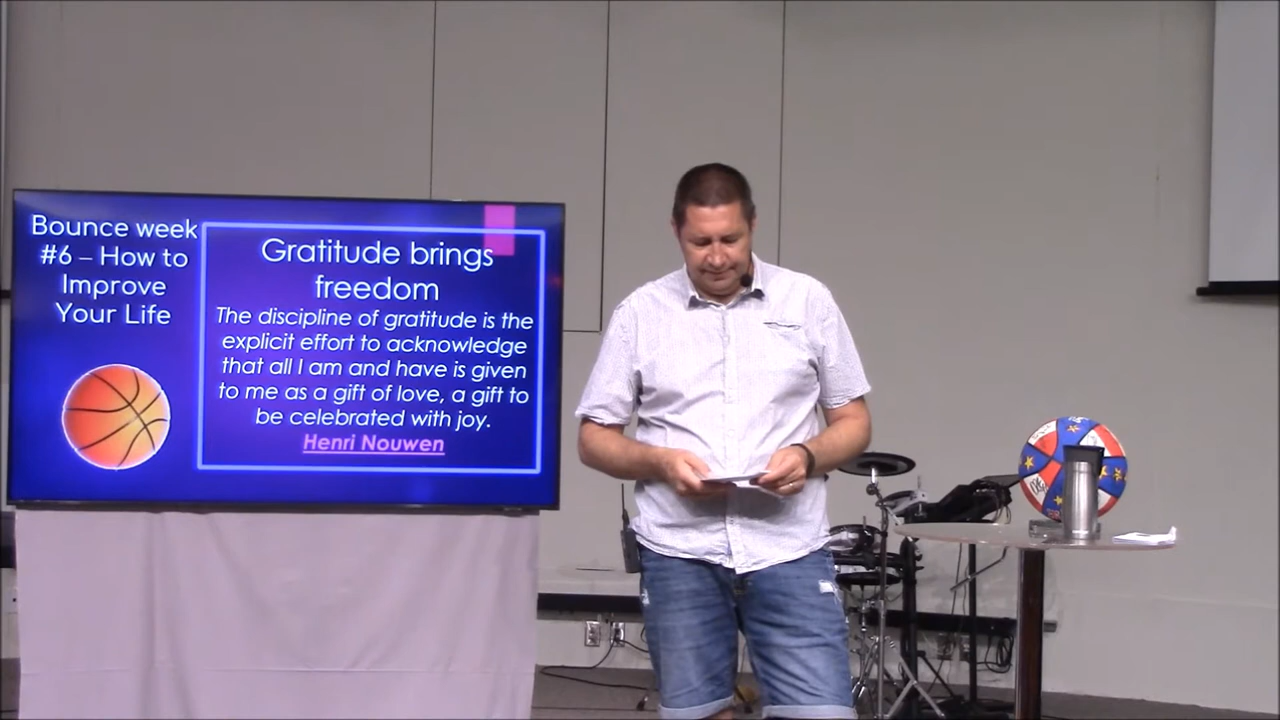 Bounce week
#6 – How to
Improve
Your Life
Gratitude brings
freedom
The discipline of gratitude is the
explicit effort to acknowledge
that all I am and have is given
to me as a gift of love, a gift to
be celebrated with joy.
Henri Nouwen